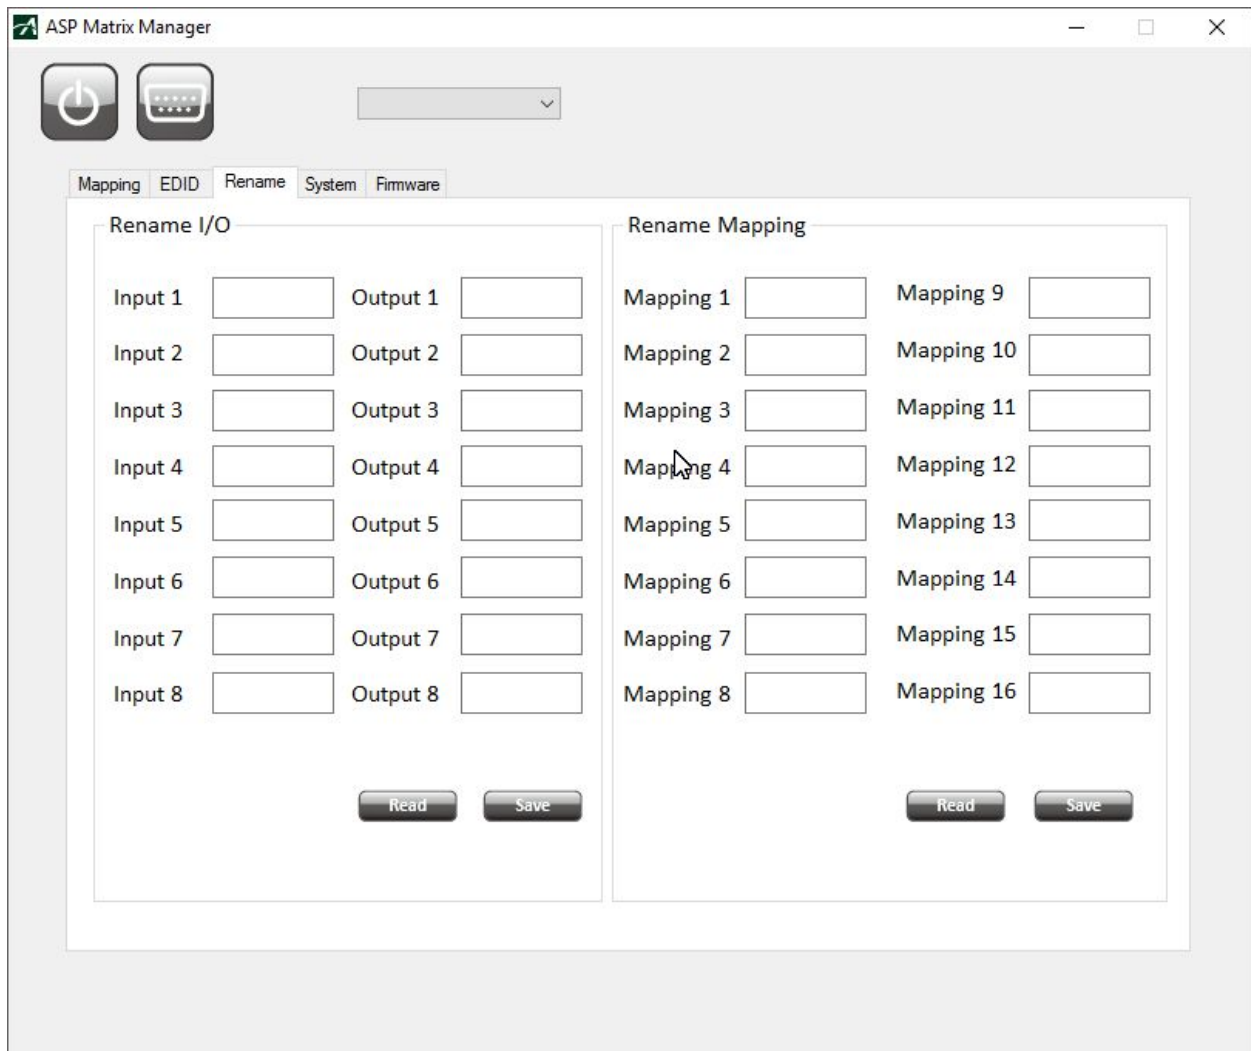 ASP Matrix Manager
Mapping EDID Rename System Firmware
Rename I/O
Input 1 Output 1
Input 2 Output 2
Input 3 Output 3
Input 4 Output 4
Input 5 Output 5
Input 6 Output 6
Input 7 Output 7
Input 8 Output 8
Read Save
Rename Mapping
Mapping 1 Mapping 9
Mapping 2 Mapping 10
Mapping 3 Mapping 11
Mapping 4 Mapping 12
Mapping 5 Mapping 13
Mapping 6 Mapping 14
Mapping 7 Mapping 15
Mapping 8 Mapping 16
Read Save